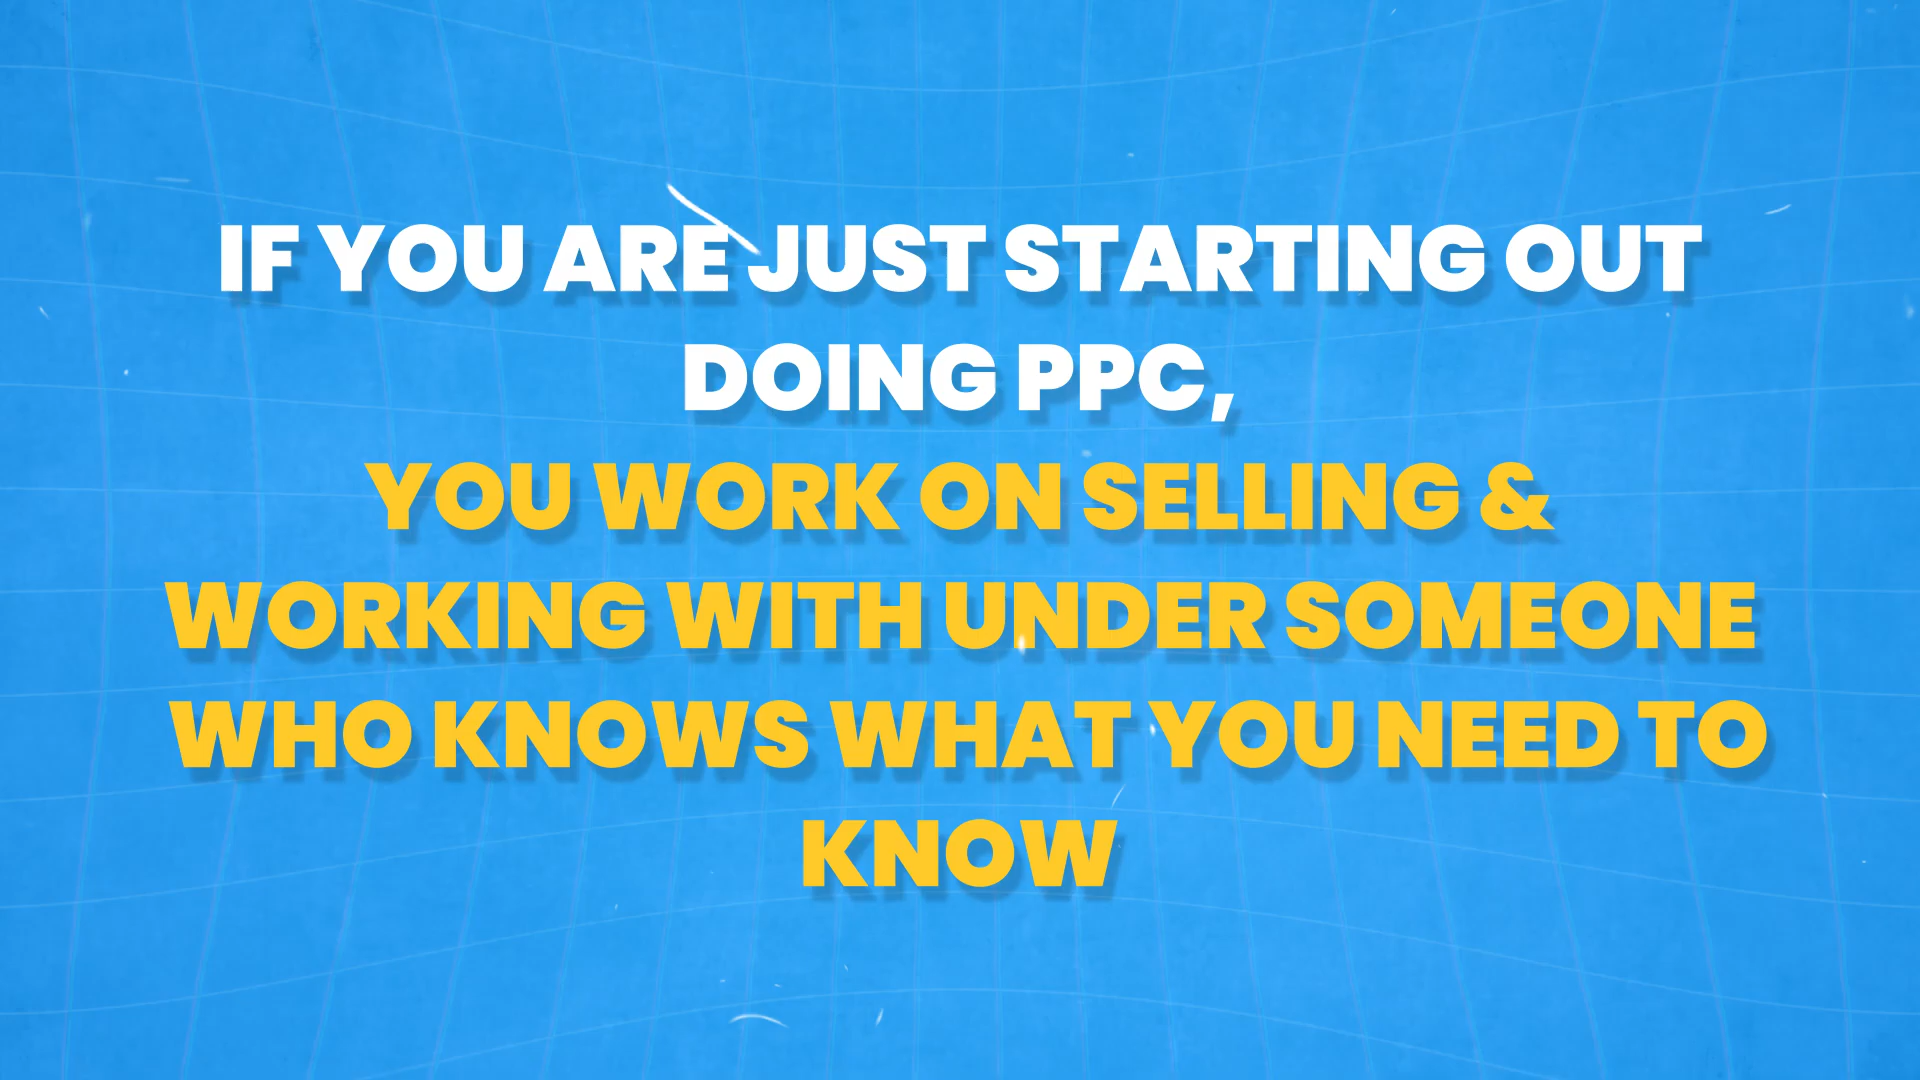 IF YOU ARE JUST STARTING OUT
DOING PPC,
YOU WORK ON SELLING &
WORKING WITH UNDER SOMEONE
WHO KNOWS WHAT YOU NEED TO
KNOW